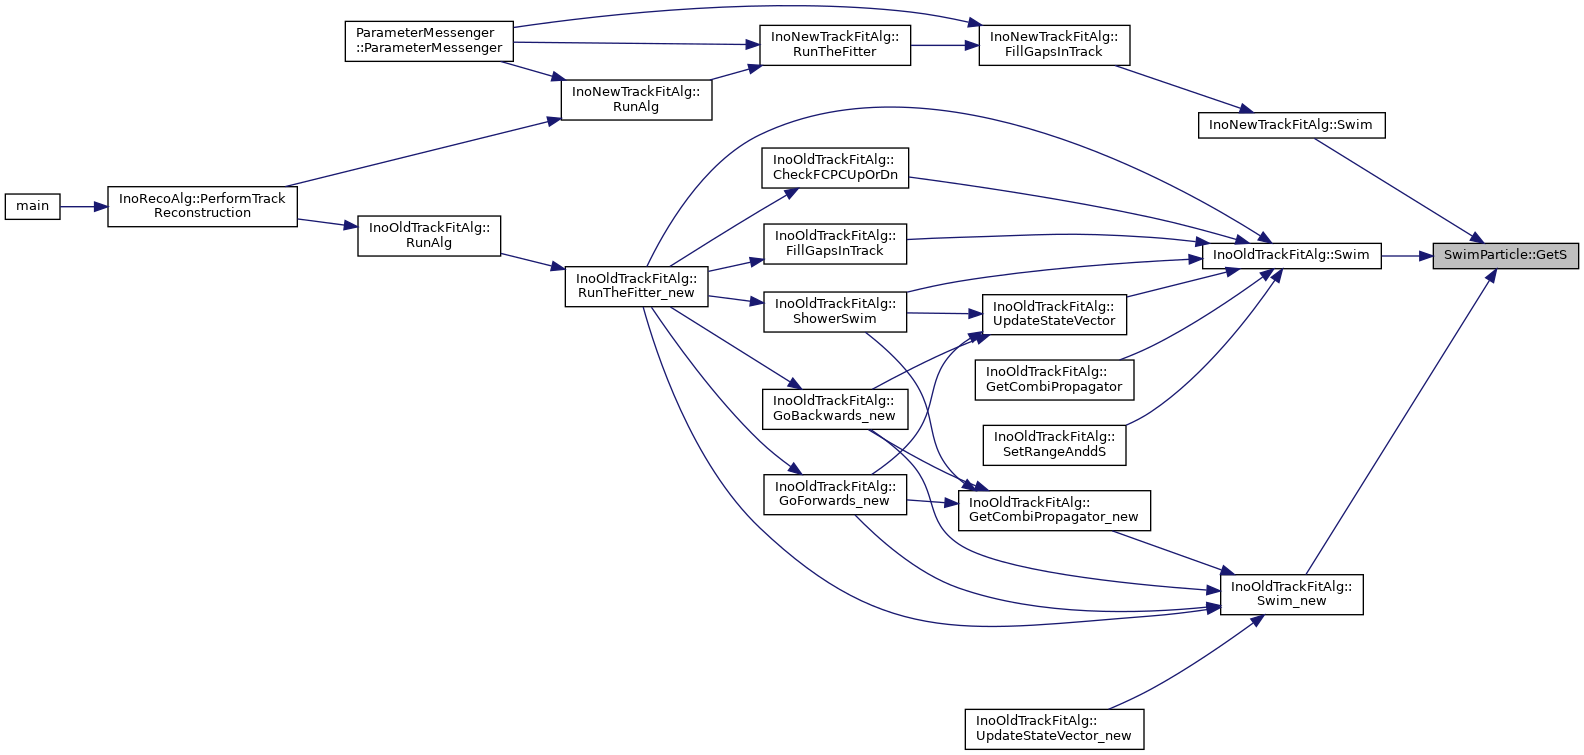 ParameterMessenger
::ParameterMessenger
InoNewTrackFitAlg::
RunTheFitter
InoNewTrackFitAlg::
FillGapsInTrack
InoNewTrackFitAlg::
RunAlg
InoNewTrackFitAlg::Swim
InoOldTrackFitAlg::
CheckFCPCUpOrDn
main
InoRecoAlg::PerformTrack
Reconstruction
InoOldTrackFitAlg::
RunAlg
InoOldTrackFitAlg::
FillGapsInTrack
InoOldTrackFitAlg::Swim
SwimParticle::GetS
InoOldTrackFitAlg::
RunTheFitter_new
InoOldTrackFitAlg::
ShowerSwim
InoOldTrackFitAlg::
UpdateStateVector
InoOldTrackFitAlg::
GetCombiPropagator
InoOldTrackFitAlg::
GoBackwards_new
InoOldTrackFitAlg::
SetRangeAnddS
InoOldTrackFitAlg::
GoForwards_new
InoOldTrackFitAlg::
GetCombiPropagator_new
InoOldTrackFitAlg::
Swim_new
InoOldTrackFitAlg::
UpdateStateVector_new